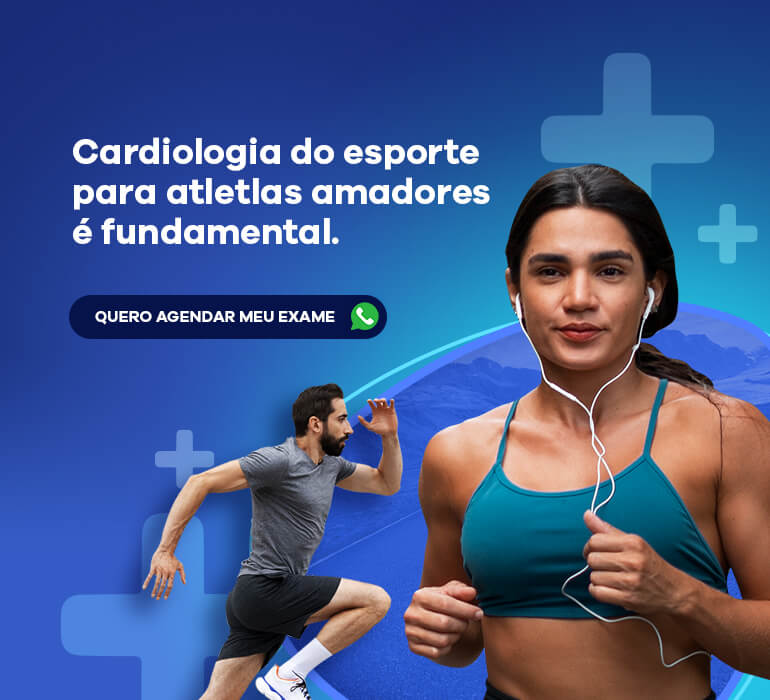 Cardiologia do esporte
para atletlas amadores
é fundamental.
QUERO AGENDAR MEU EXAME